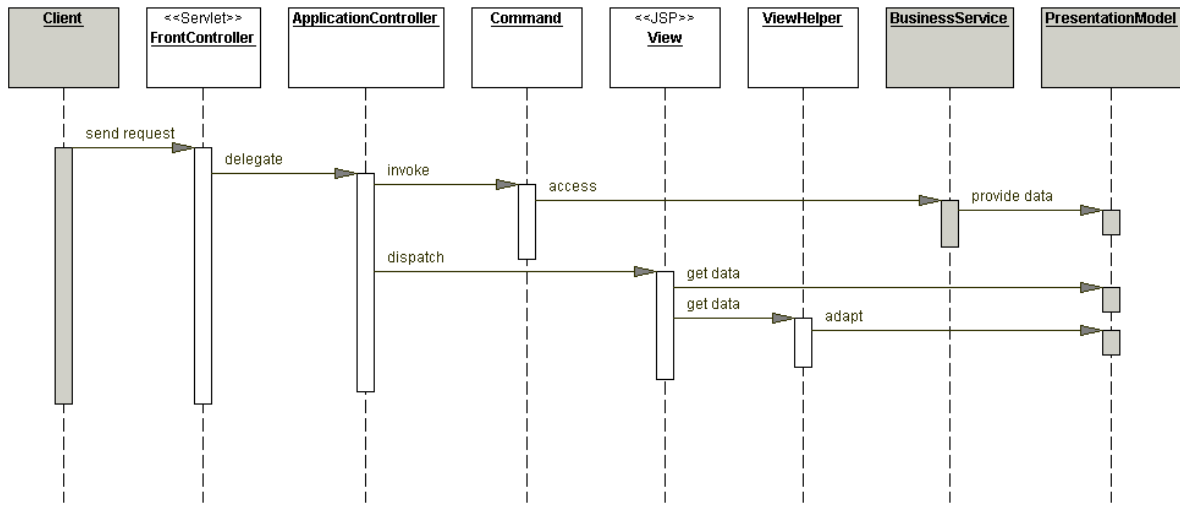 Client
<<Servlet>>
FrontController
ApplicationController
Command
<<JSP>>
View
ViewHelper
BusinessService
PresentationModel
send request
delegate
invoke
access
provide data
dispatch
get data
get data
adapt